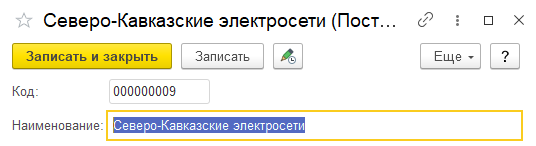 Северо-Кавказские электросети (Пост...
Записать и закрыть Записать Еще ?
Код: 000000009
Наименование: Северо-Кавказские электросети